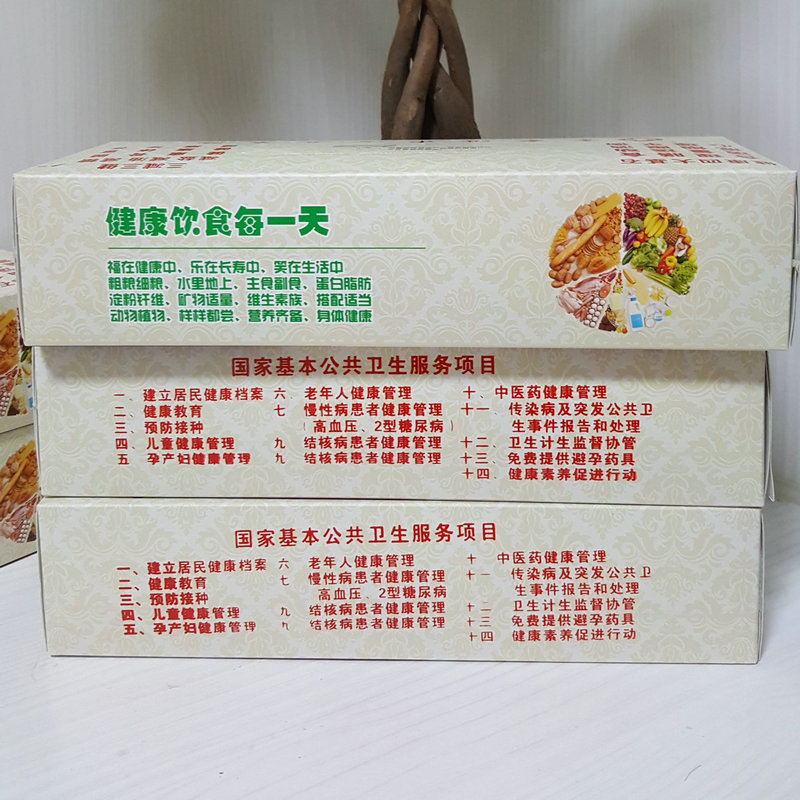 健康饮食每一天
福在健康中、乐在长寿中、笑在生活中
粗粮细粮、水里地上、主食副食、蛋白脂肪
淀粉钎维、矿物适量、维生素族、搭配适当
动物植物、样样都尝、营养齐备、身体健康
国家基本公共卫生服务项目
一、建立居民健康档案 六、老年人健康管理 十、中医药健康管理
二、健康教育 七 慢性病患者健康管理 十一、传染病及突发公共卫
三、预防接种 （高血压、2型糖尿病） 生事件报告和处理
四、儿童健康管理 九 结核病患者健康管理 十二、卫生计生监督协管
五 孕产妇健康管理 九 结核病患者健康管理 十三、免费提供避孕药具
十四、健康素养促进行动
国家基本公共卫生服务项目
一、建立居民健康档案 六 老年人健康管理 十 中医药健康管理
二、健康教育 七 慢性病患者健康管理 十一 传染病及突发公共卫
三、预防接种 高血压、2型糖尿病 生事件报告和处理
四、儿童健康管理 九 结核病患者健康管理 十二 卫生计生监督协管
五、孕产妇健康管理 九 结核病患者健康管理 十三 免费提供避孕药具
十四 健康素养促进行动